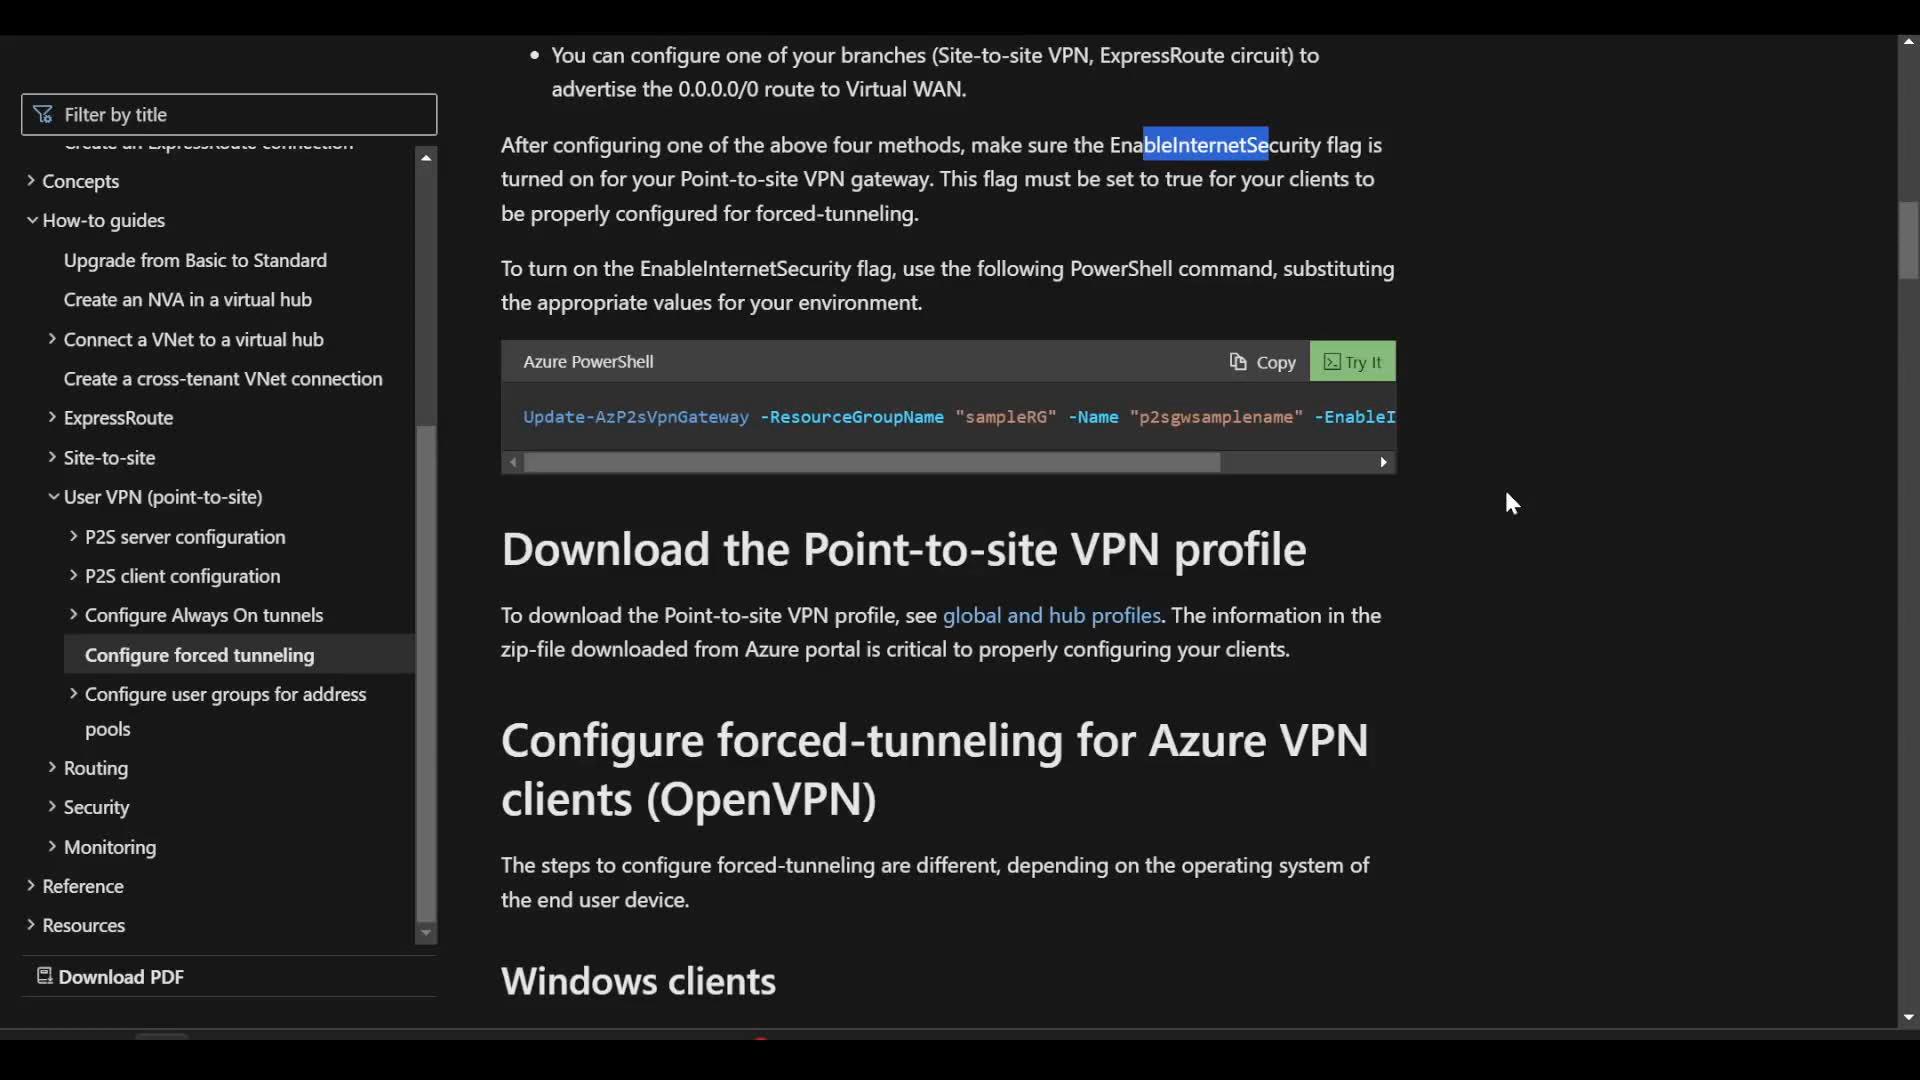 Filter by title
Create an ExpressRoute connection
Concepts
How-to guides
Upgrade from Basic to Standard
Create an NVA in a virtual hub
Connect a VNet to a virtual hub
Create a cross-tenant VNet connection
ExpressRoute
Site-to-site
User VPN (point-to-site)
P2S server configuration
P2S client configuration
Configure Always On tunnels
Configure forced tunneling
Configure user groups for address
pools
Routing
Security
Monitoring
Reference
Resources
Download PDF
• You can configure one of your branches (Site-to-site VPN, ExpressRoute circuit) to
advertise the 0.0.0.0/0 route to Virtual WAN.
After configuring one of the above four methods, make sure the EnableInternetSecurity flag is
turned on for your Point-to-site VPN gateway. This flag must be set to true for your clients to
be properly configured for forced-tunneling.
To turn on the EnableInternetSecurity flag, use the following PowerShell command, substituting
the appropriate values for your environment.
Azure PowerShell
Copy
Try It
Update-AzP2sVpnGateway -ResourceGroupName "sampleRG" -Name "p2sgwsamplename" -EnableI
Download the Point-to-site VPN profile
To download the Point-to-site VPN profile, see global and hub profiles. The information in the
zip-file downloaded from Azure portal is critical to properly configuring your clients.
Configure forced-tunneling for Azure VPN
clients (OpenVPN)
The steps to configure forced-tunneling are different, depending on the operating system of
the end user device.
Windows clients